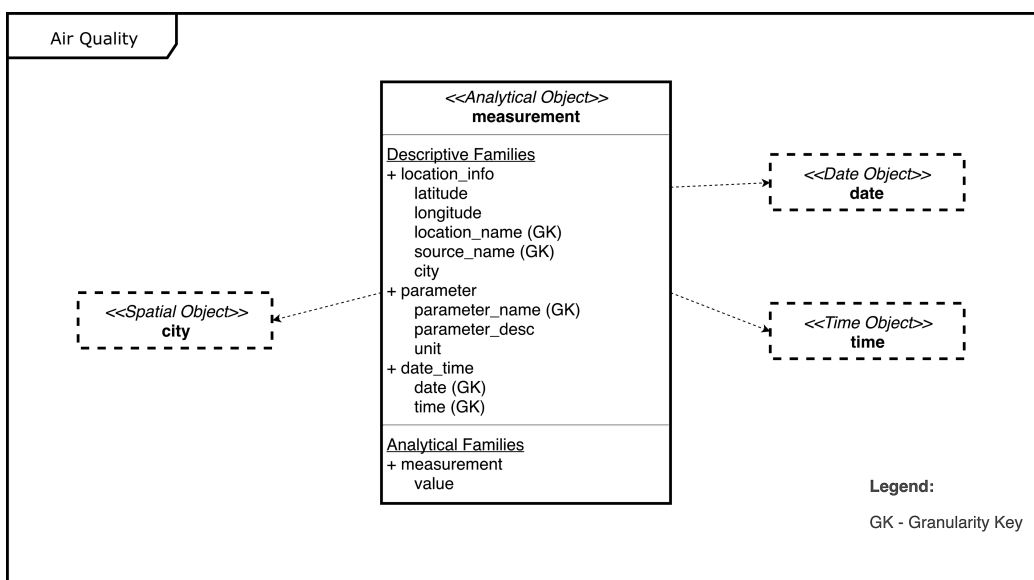 Air Quality
<<Analytical Object>>
measurement
Descriptive Families
+ location_info
latitude
longitude
location_name (GK)
source_name (GK)
city
+ parameter
parameter_name (GK)
parameter_desc
unit
+ date_time
date (GK)
time (GK)
Analytical Families
+ measurement
value
<<Spatial Object>>
city
<<Date Object>>
date
<<Time Object>>
time
Legend:
GK - Granularity Key